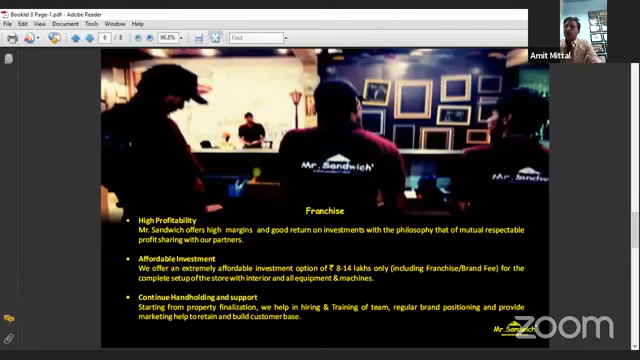 Booklet 8 Page-1.pdf - Adobe Reader
File Edit View Document Tools Window Help
6 / 8 96.8% Find
Amit Mittal
Mr. Sandwich
Mr. Sandwich
Franchise
• High Profitability
Mr. Sandwich offers high margins and good return on investments with the philosophy that of mutual respectable
profit sharing with our partners.
• Affordable Investment
We offer an extremely affordable investment option of ₹ 8-14 lakhs only (including Franchise/Brand Fee) for the
complete setup of the store with interior and all equipment & machines.
• Continue Handholding and support
Starting from property finalization, we help in hiring & Training of team, regular brand positioning and provide
marketing help to retain and build customer base.
Mr. Sandwich
zoom